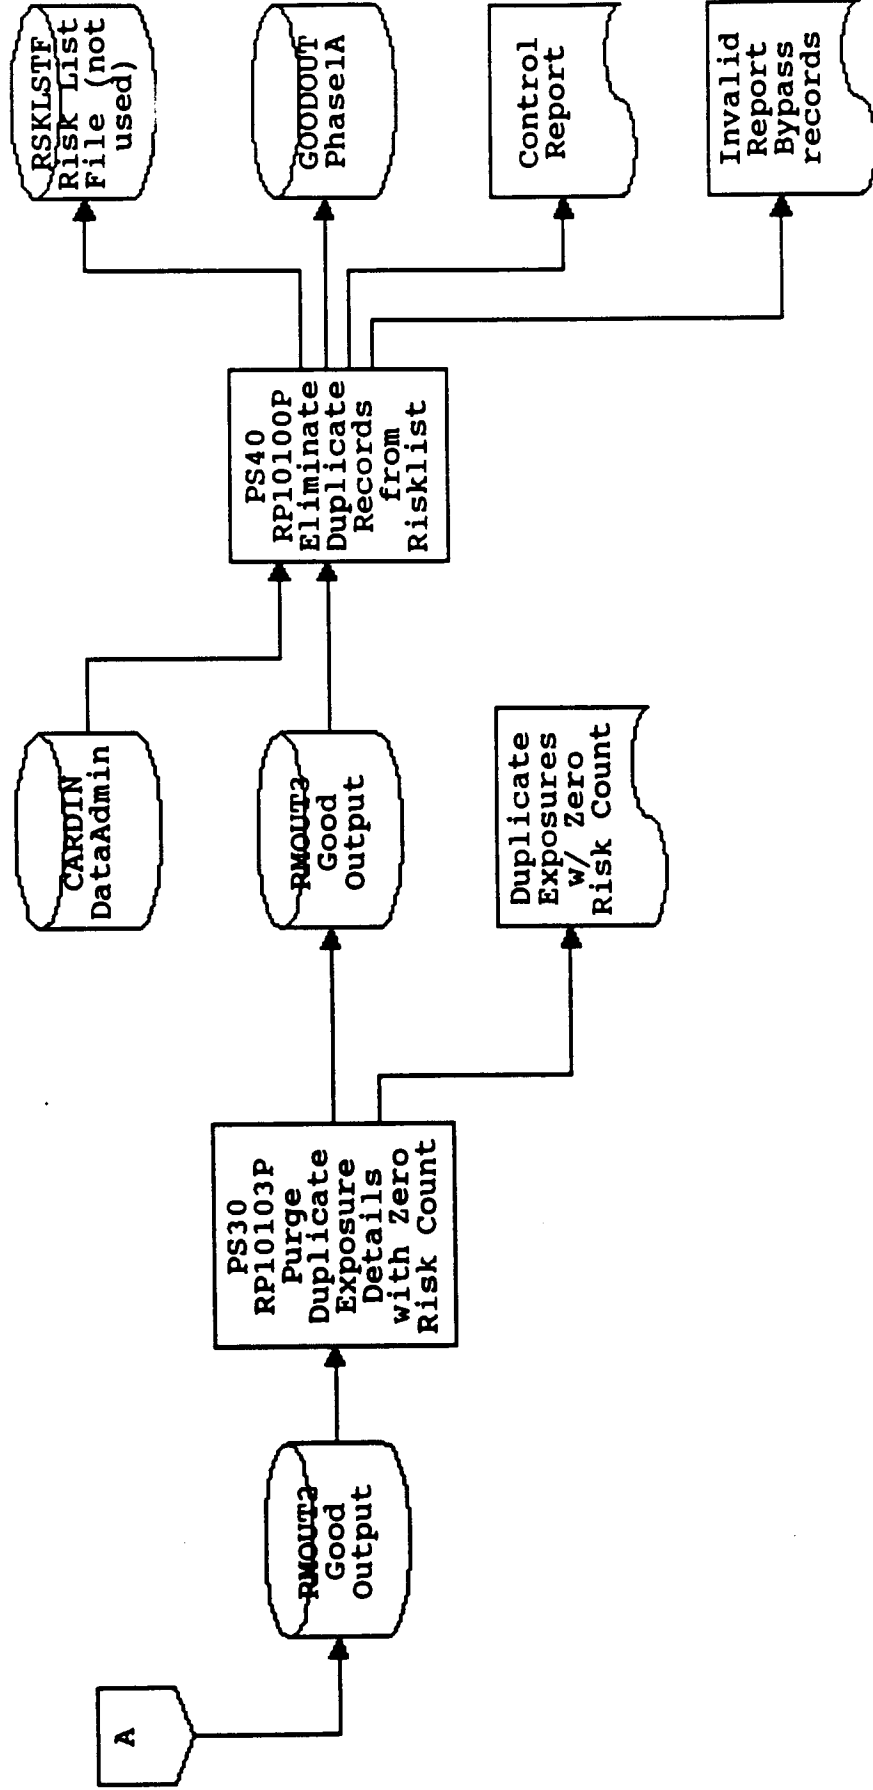 A
RMOUT2
Good
Output
PS30
RP10103P
Purge
Duplicate
Exposure
Details
with Zero
Risk Count
CARDIN
DataAdmin
RMOUT3
Good
Output
Duplicate
Exposures
w/ Zero
Risk Count
PS40
RP10100P
Eliminate
Duplicate
Records
from
Risklist
RSKLSTF
Risk List
File (not
used)
GOODOUT
Phase1A
Control
Report
Invalid
Report
Bypass
records